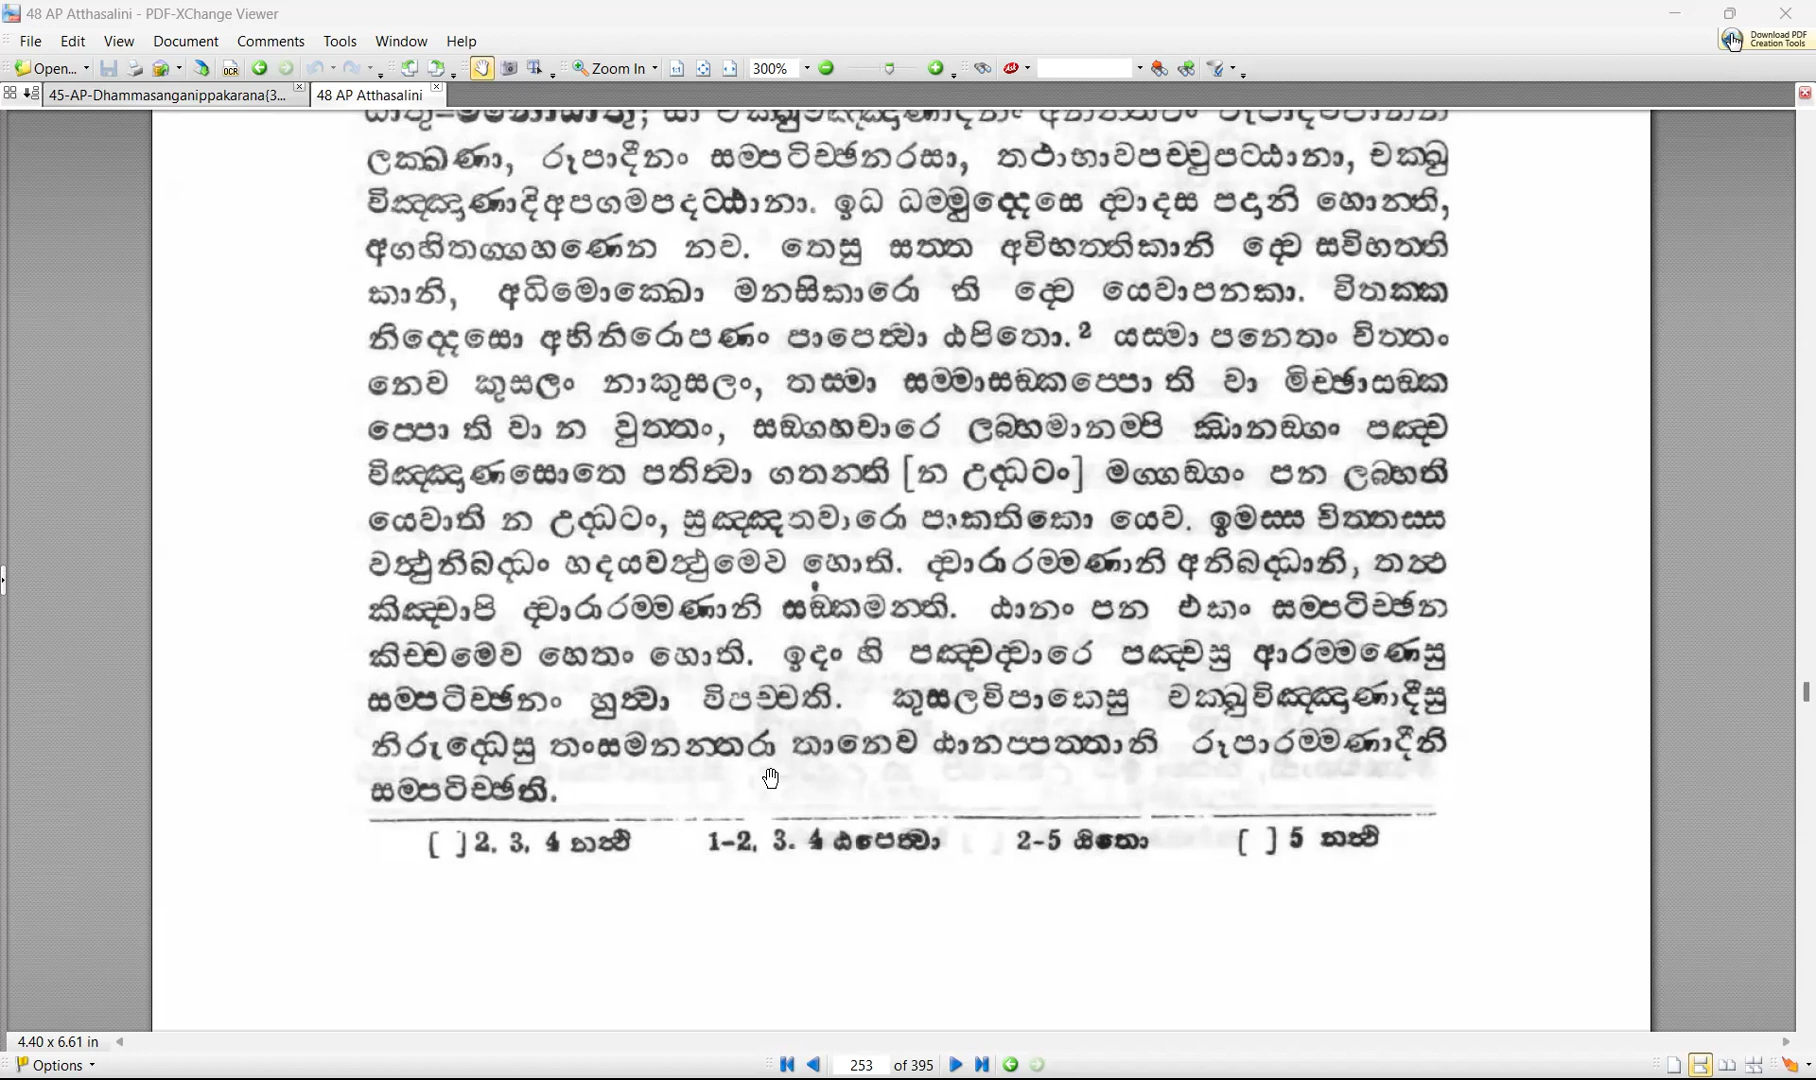 48 AP Atthasalini - PDF-XChange Viewer
File Edit View Document Comments Tools Window Help
Download PDF Creation Tools
Open... OCR Zoom In 300%
45-AP-Dhammasanganippakarana{3... 48 AP Atthasalini
ලක්ඛණා, රූපාදීනං සම්පටිච්ඡනරසා, තථාභාවපච්චුපට්ඨානා, චක්ඛු
විඤ්ඤාණාදිඅපගමපදට්ඨානා. ඉධ ධම්මුද්දෙසෙ ද්වාදස පදානි හොන්ති,
අගහිතග්ගහණෙන නව. තෙසු සත්ත අවිභත්තිකානි ද්වෙ සවිභත්ති
කානි, අධිමොක්ඛො මනසිකාරො ති ද්වෙ යෙවාපනකා. විතක්ක
නිද්දෙසො අභිනිරොපණං පාපෙත්වා ඨපිතො.² යස්මා පනෙතං චිත්තං
නෙව කුසලං නාකුසලං, තස්මා සම්මාසඞ්කප්පො ති වා මිච්ඡාසඞ්ක
ප්පො ති වා න වුත්තං, සඞ්ගහවාරෙ ලබ්භමානම්පි ඣානඞ්ගං පඤ්ච
විඤ්ඤාණසොතෙ පතිත්වා ගතන්ති [න උද්ධටං] මග්ගඞ්ගං පන ලබ්භති
යෙවාති න උද්ධටං, සුඤ්ඤතවාරො පාකතිකො යෙව. ඉමස්ස චිත්තස්ස
වත්ථුනිබද්ධං හදයවත්ථුමෙව හොති. ද්වාරාරම්මණානි අනිබද්ධානි, තත්ථ
කිඤ්චාපි ද්වාරාරම්මණානි සඞ්කමන්ති. ඨානං පන එකං සම්පටිච්ඡන
කිච්චමෙව හෙතං හොති. ඉදං හි පඤ්චද්වාරෙ පඤ්චසු ආරම්මණෙසු
සම්පටිච්ඡනං හුත්වා විපච්චති. කුසලවිපාකෙසු චක්ඛුවිඤ්ඤාණාදීසු
නිරුද්ධෙසු තංසමනන්තරා තානෙව ඨානප්පත්තානි රූපාරම්මණාදීනි
සම්පටිච්ඡති.
[ ] 2, 3, 4 නත්ථි 1-2, 3. 4 ඨපෙත්වා 2-5 ඨිතො [ ] 5 නත්ථි
4.40 x 6.61 in
Options 253 of 395